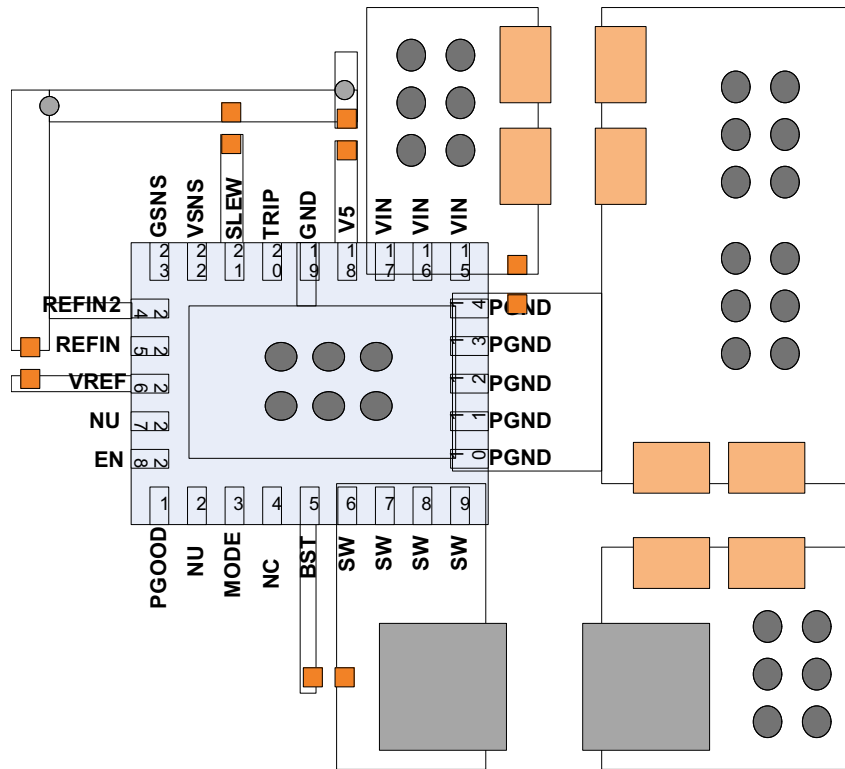 GSNS VSNS SLEW TRIP GND V5 VIN VIN VIN
23 22 21 20 19 18 17 16 15
REFIN2 24 14 PGND
REFIN 25 13 PGND
VREF 26 12 PGND
NU 27 11 PGND
EN 28 10 PGND
1 2 3 4 5 6 7 8 9
PGOOD NU MODE NC BST SW SW SW SW